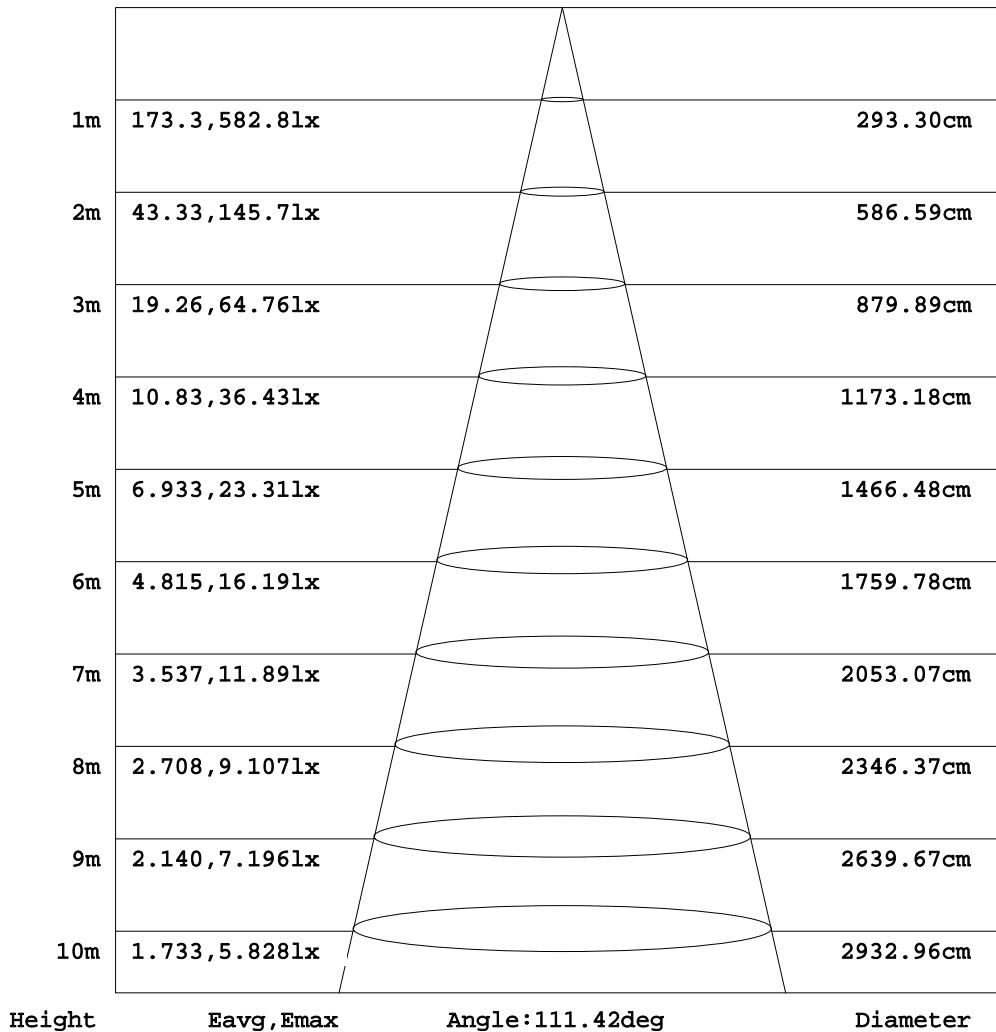 1m 173.3,582.8lx 293.30cm
2m 43.33,145.7lx 586.59cm
3m 19.26,64.76lx 879.89cm
4m 10.83,36.43lx 1173.18cm
5m 6.933,23.31lx 1466.48cm
6m 4.815,16.19lx 1759.78cm
7m 3.537,11.89lx 2053.07cm
8m 2.708,9.107lx 2346.37cm
9m 2.140,7.196lx 2639.67cm
10m 1.733,5.828lx 2932.96cm
Height Eavg,Emax Angle:111.42deg Diameter